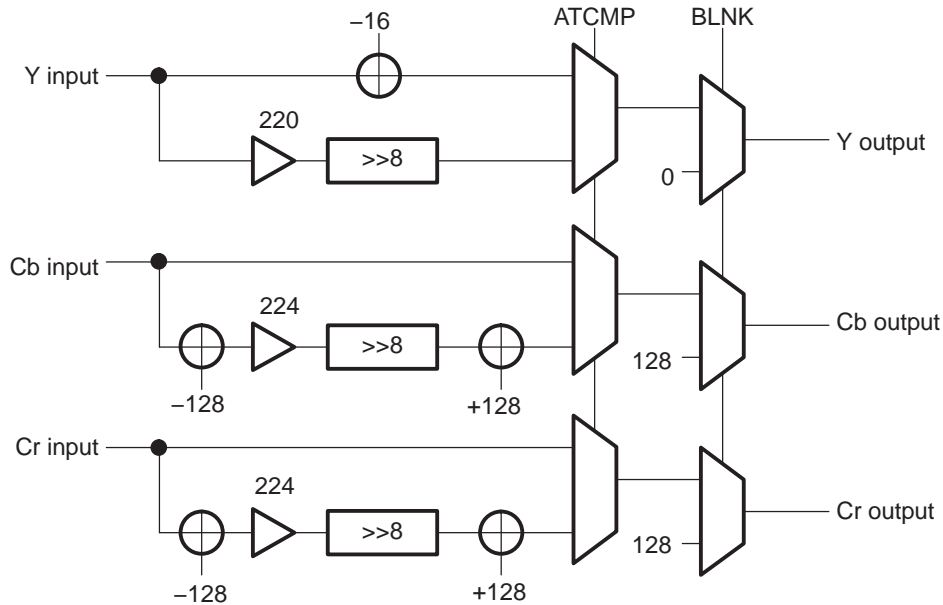 ATCMP BLNK
–16
Y input
220
>>8
0
Y output
Cb input
224
>>8
–128
+128
128
Cb output
Cr input
224
>>8
–128
+128
128
Cr output